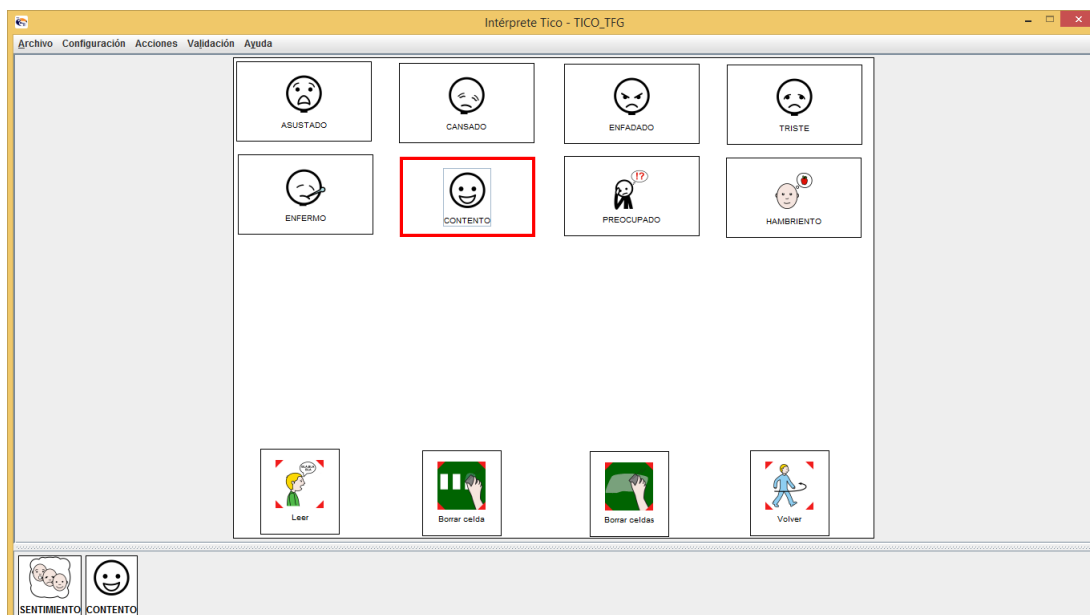 Intérprete Tico - TICO_TFG
Archivo Configuración Acciones Validación Ayuda
ASUSTADO CANSADO ENFADADO TRISTE
!?
ENFERMO CONTENTO PREOCUPADO HAMBRIENTO
Leer Borrar celda Borrar celdas Volver
SENTIMIENTO CONTENTO